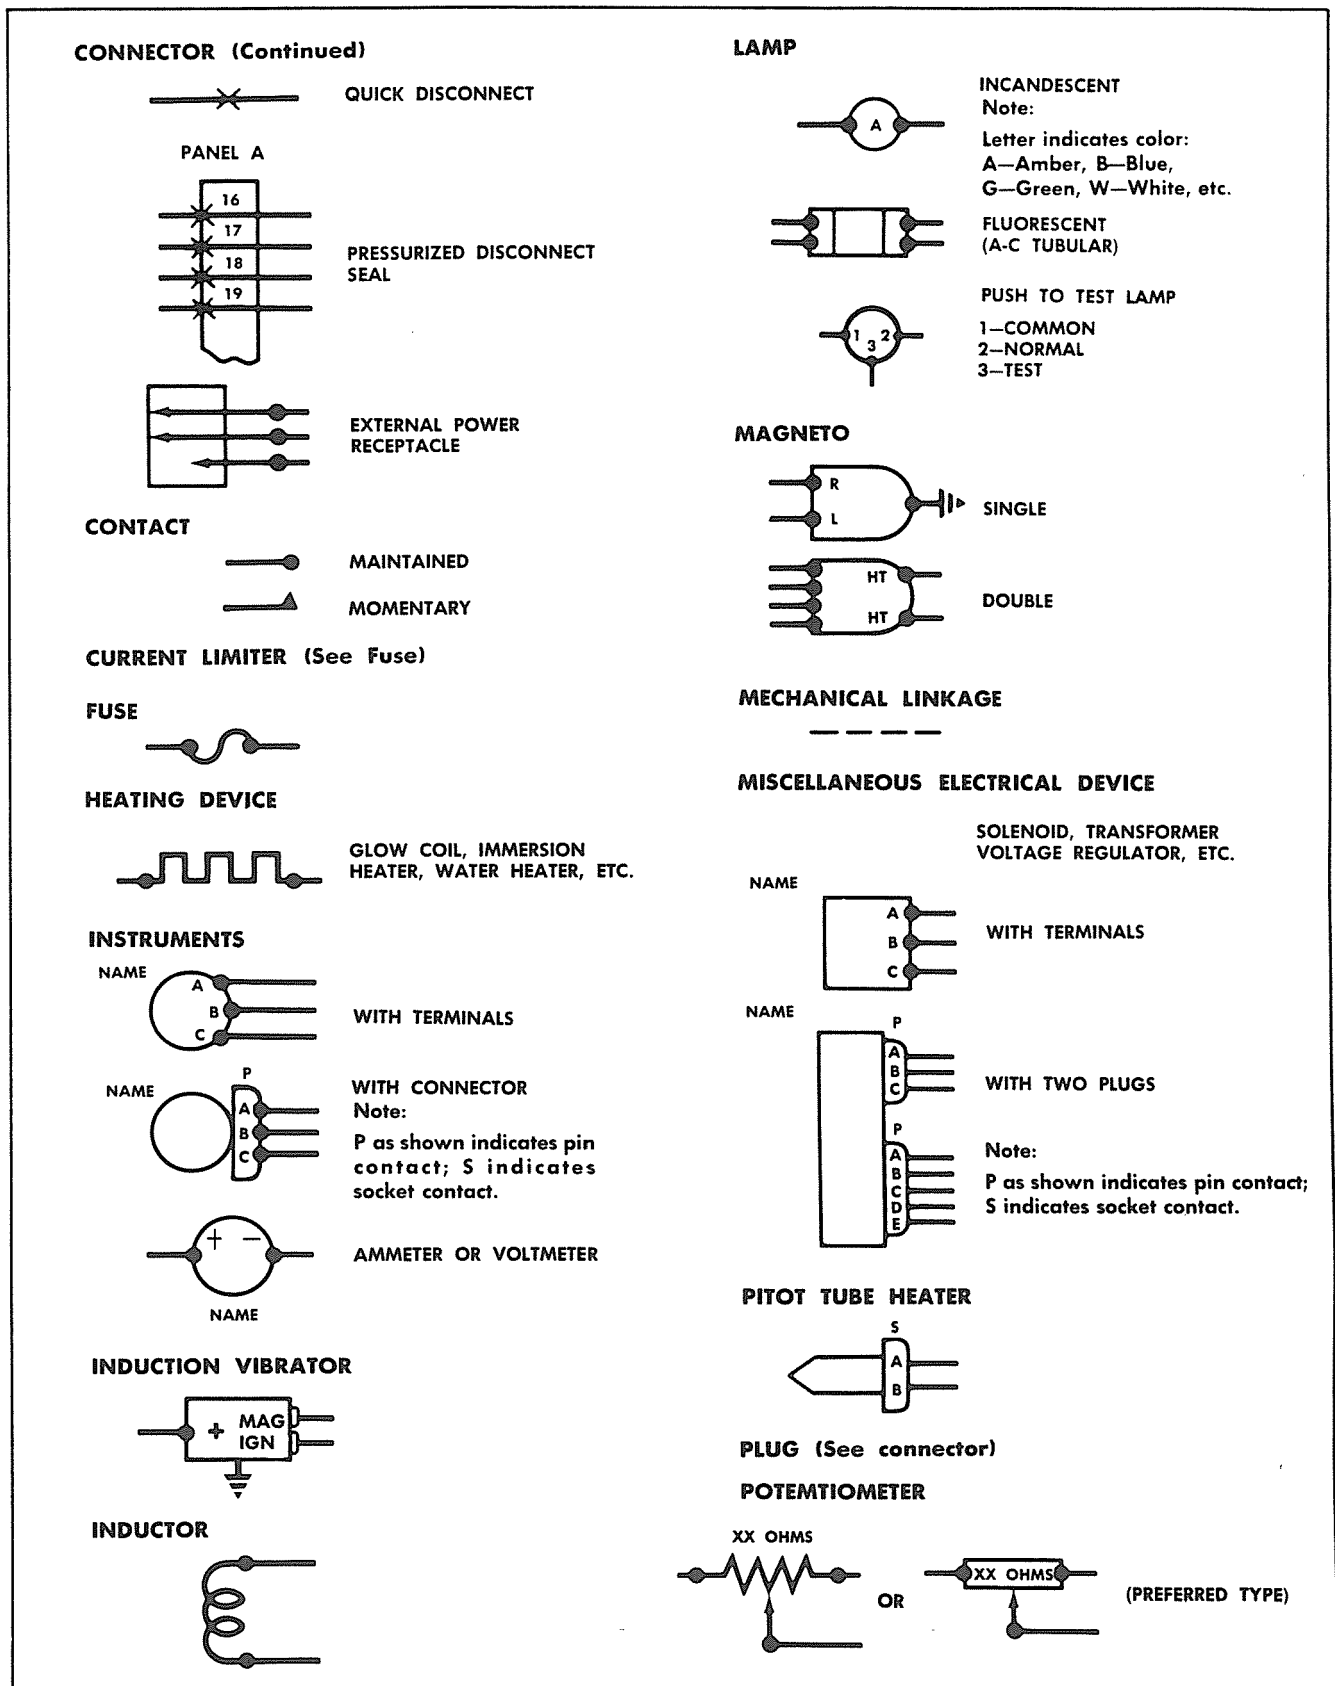 CONNECTOR (Continued)
QUICK DISCONNECT
PANEL A
16
17
18
19
PRESSURIZED DISCONNECT
SEAL
EXTERNAL POWER
RECEPTACLE
CONTACT
MAINTAINED
MOMENTARY
CURRENT LIMITER (See Fuse)
FUSE
HEATING DEVICE
GLOW COIL, IMMERSION
HEATER, WATER HEATER, ETC.
INSTRUMENTS
NAME
A
B
C
WITH TERMINALS
NAME
P
A
B
C
WITH CONNECTOR
Note:
P as shown indicates pin
contact; S indicates
socket contact.
+ −
AMMETER OR VOLTMETER
NAME
INDUCTION VIBRATOR
+ MAG
IGN
INDUCTOR
LAMP
A
INCANDESCENT
Note:
Letter indicates color:
A—Amber, B—Blue,
G—Green, W—White, etc.
FLUORESCENT
(A-C TUBULAR)
PUSH TO TEST LAMP
1 2
3
1—COMMON
2—NORMAL
3—TEST
MAGNETO
R
L
SINGLE
HT
HT
DOUBLE
MECHANICAL LINKAGE
MISCELLANEOUS ELECTRICAL DEVICE
SOLENOID, TRANSFORMER
VOLTAGE REGULATOR, ETC.
NAME
A
B
C
WITH TERMINALS
NAME
P
A
B
C
WITH TWO PLUGS
P
A
B
C
D
E
Note:
P as shown indicates pin contact;
S indicates socket contact.
PITOT TUBE HEATER
S
A
B
PLUG (See connector)
POTEMTIOMETER
XX OHMS
OR
XX OHMS
(PREFERRED TYPE)